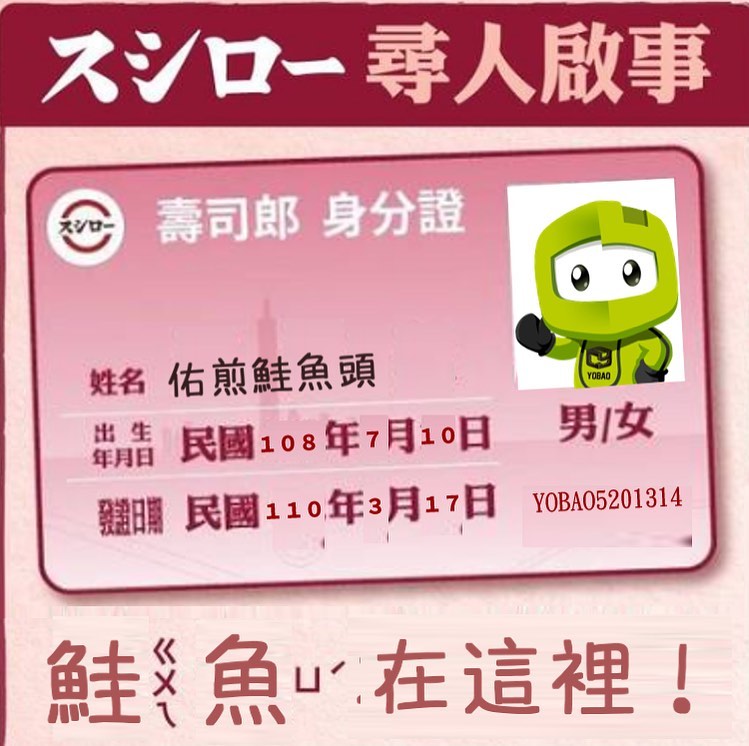 スシロー 尋人啟事
スシロー
壽司郎 身分證
姓名 佑煎鮭魚頭
出生年月日 民國108年7月10日
男/女
發證日期 民國110年3月17日
YOBAO5201314
YOBAO
鮭ㄍㄨㄟ魚ㄩˊ在這裡！